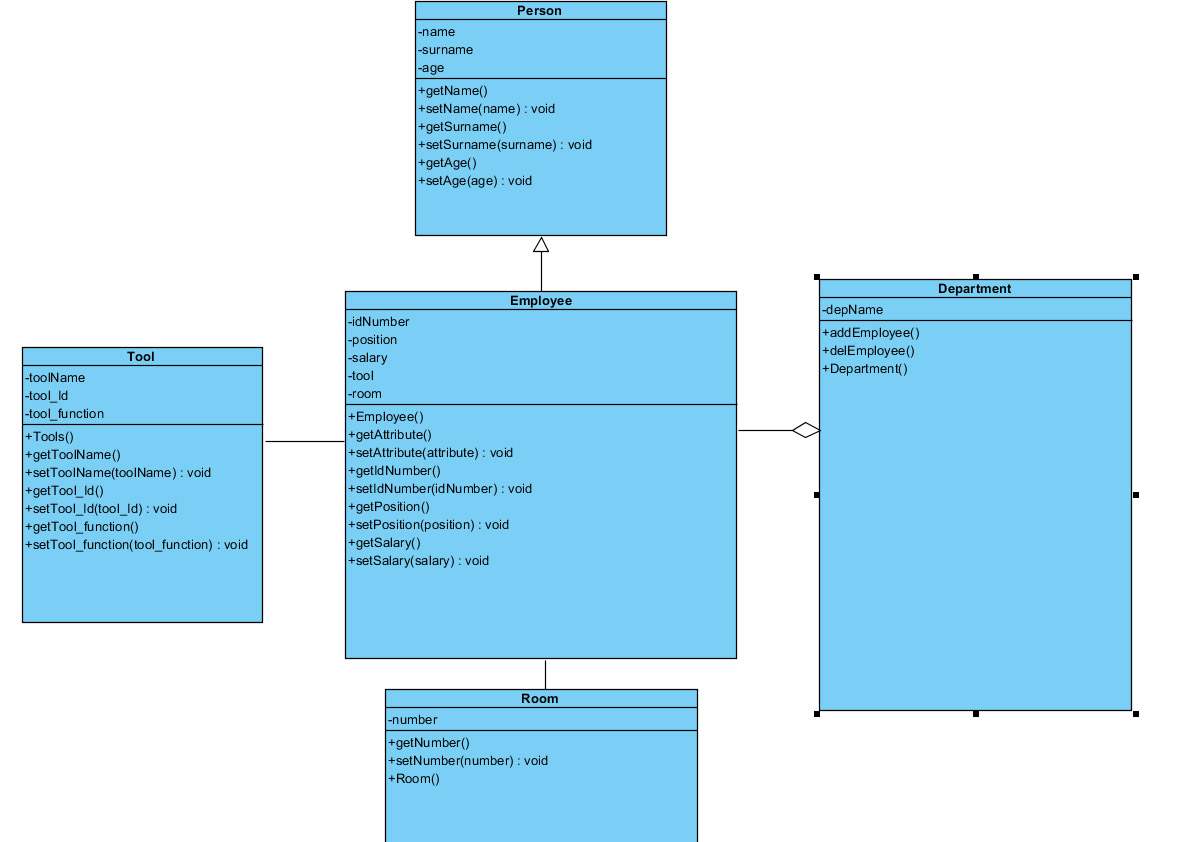 Person
-name
-surname
-age
+getName()
+setName(name) : void
+getSurname()
+setSurname(surname) : void
+getAge()
+setAge(age) : void
Employee
-idNumber
-position
-salary
-tool
-room
+Employee()
+getAttribute()
+setAttribute(attribute) : void
+getIdNumber()
+setIdNumber(idNumber) : void
+getPosition()
+setPosition(position) : void
+getSalary()
+setSalary(salary) : void
Department
-depName
+addEmployee()
+delEmployee()
+Department()
Tool
-toolName
-tool_Id
-tool_function
+Tools()
+getToolName()
+setToolName(toolName) : void
+getTool_Id()
+setTool_Id(tool_Id) : void
+getTool_function()
+setTool_function(tool_function) : void
Room
-number
+getNumber()
+setNumber(number) : void
+Room()